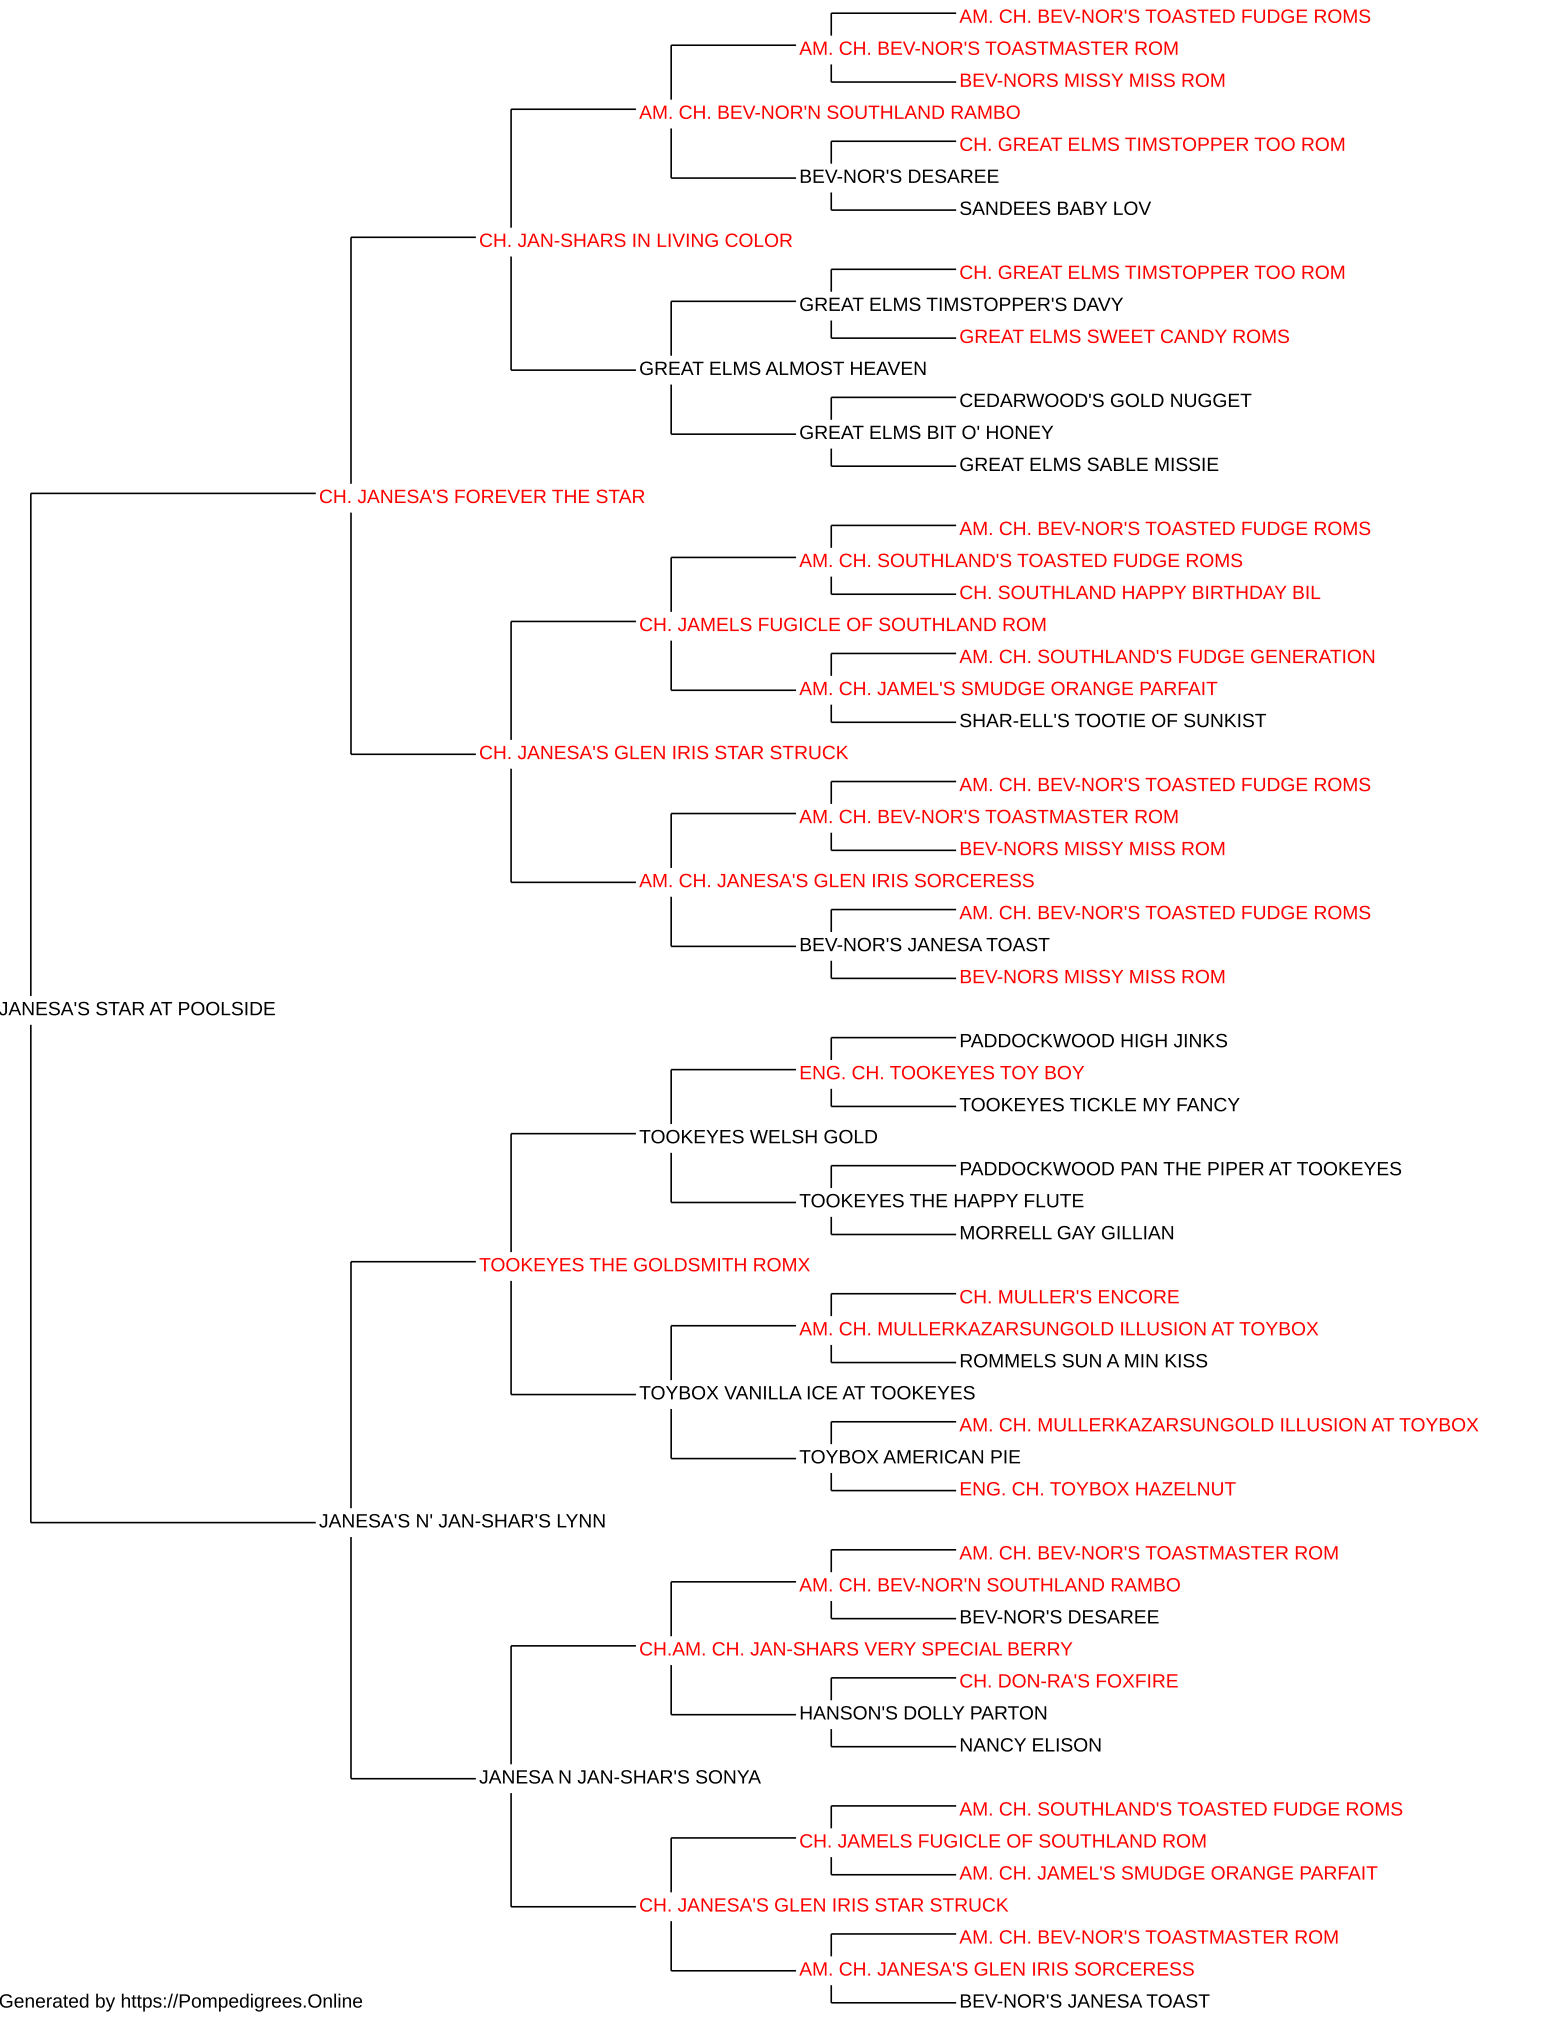 AM. CH. BEV-NOR'S TOASTED FUDGE ROMS
AM. CH. BEV-NOR'S TOASTMASTER ROM
BEV-NORS MISSY MISS ROM
AM. CH. BEV-NOR'N SOUTHLAND RAMBO
CH. GREAT ELMS TIMSTOPPER TOO ROM
BEV-NOR'S DESAREE
SANDEES BABY LOV
CH. JAN-SHARS IN LIVING COLOR
CH. GREAT ELMS TIMSTOPPER TOO ROM
GREAT ELMS TIMSTOPPER'S DAVY
GREAT ELMS SWEET CANDY ROMS
GREAT ELMS ALMOST HEAVEN
CEDARWOOD'S GOLD NUGGET
GREAT ELMS BIT O' HONEY
GREAT ELMS SABLE MISSIE
CH. JANESA'S FOREVER THE STAR
AM. CH. BEV-NOR'S TOASTED FUDGE ROMS
AM. CH. SOUTHLAND'S TOASTED FUDGE ROMS
CH. SOUTHLAND HAPPY BIRTHDAY BIL
CH. JAMELS FUGICLE OF SOUTHLAND ROM
AM. CH. SOUTHLAND'S FUDGE GENERATION
AM. CH. JAMEL'S SMUDGE ORANGE PARFAIT
SHAR-ELL'S TOOTIE OF SUNKIST
CH. JANESA'S GLEN IRIS STAR STRUCK
AM. CH. BEV-NOR'S TOASTED FUDGE ROMS
AM. CH. BEV-NOR'S TOASTMASTER ROM
BEV-NORS MISSY MISS ROM
AM. CH. JANESA'S GLEN IRIS SORCERESS
AM. CH. BEV-NOR'S TOASTED FUDGE ROMS
BEV-NOR'S JANESA TOAST
BEV-NORS MISSY MISS ROM
JANESA'S STAR AT POOLSIDE
PADDOCKWOOD HIGH JINKS
ENG. CH. TOOKEYES TOY BOY
TOOKEYES TICKLE MY FANCY
TOOKEYES WELSH GOLD
PADDOCKWOOD PAN THE PIPER AT TOOKEYES
TOOKEYES THE HAPPY FLUTE
MORRELL GAY GILLIAN
TOOKEYES THE GOLDSMITH ROMX
CH. MULLER'S ENCORE
AM. CH. MULLERKAZARSUNGOLD ILLUSION AT TOYBOX
ROMMELS SUN A MIN KISS
TOYBOX VANILLA ICE AT TOOKEYES
AM. CH. MULLERKAZARSUNGOLD ILLUSION AT TOYBOX
TOYBOX AMERICAN PIE
ENG. CH. TOYBOX HAZELNUT
JANESA'S N' JAN-SHAR'S LYNN
AM. CH. BEV-NOR'S TOASTMASTER ROM
AM. CH. BEV-NOR'N SOUTHLAND RAMBO
BEV-NOR'S DESAREE
CH.AM. CH. JAN-SHARS VERY SPECIAL BERRY
CH. DON-RA'S FOXFIRE
HANSON'S DOLLY PARTON
NANCY ELISON
JANESA N JAN-SHAR'S SONYA
AM. CH. SOUTHLAND'S TOASTED FUDGE ROMS
CH. JAMELS FUGICLE OF SOUTHLAND ROM
AM. CH. JAMEL'S SMUDGE ORANGE PARFAIT
CH. JANESA'S GLEN IRIS STAR STRUCK
AM. CH. BEV-NOR'S TOASTMASTER ROM
AM. CH. JANESA'S GLEN IRIS SORCERESS
BEV-NOR'S JANESA TOAST
Generated by https://Pompedigrees.Online